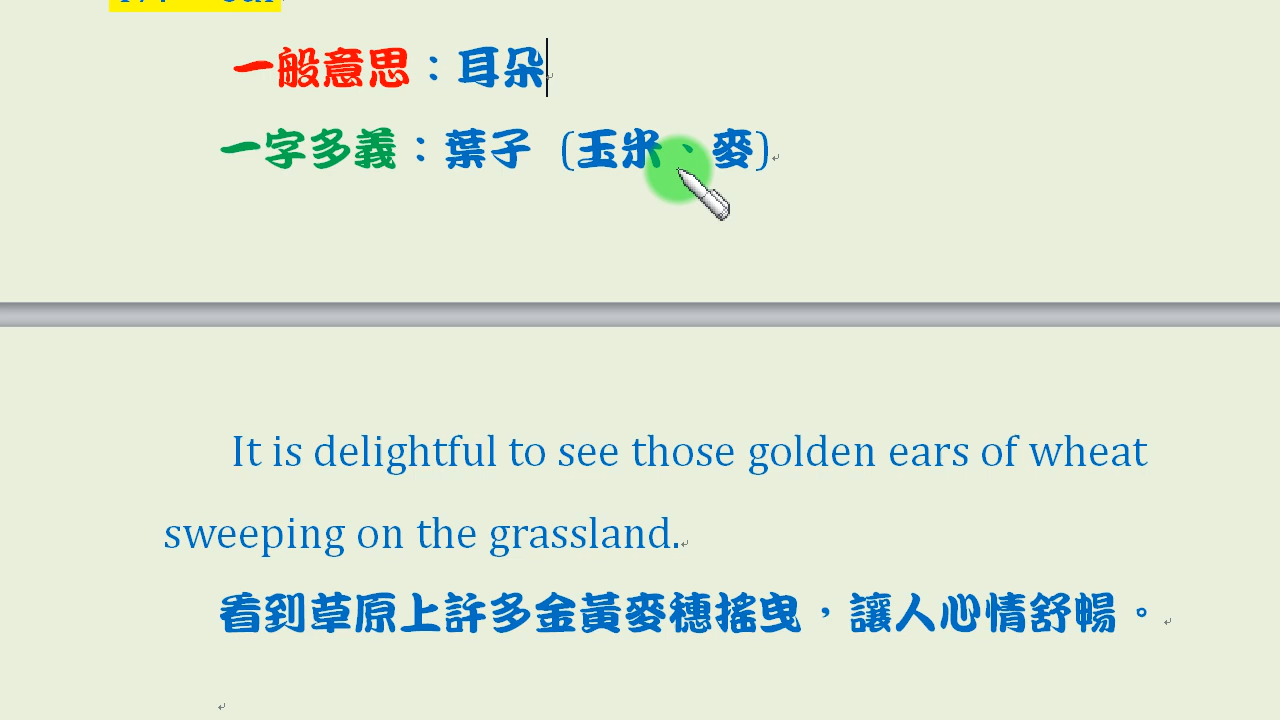 一般意思：耳朵
一字多義：葉子 (玉米、麥)
It is delightful to see those golden ears of wheat
sweeping on the grassland.
看到草原上許多金黃麥穗搖曳，讓人心情舒暢。